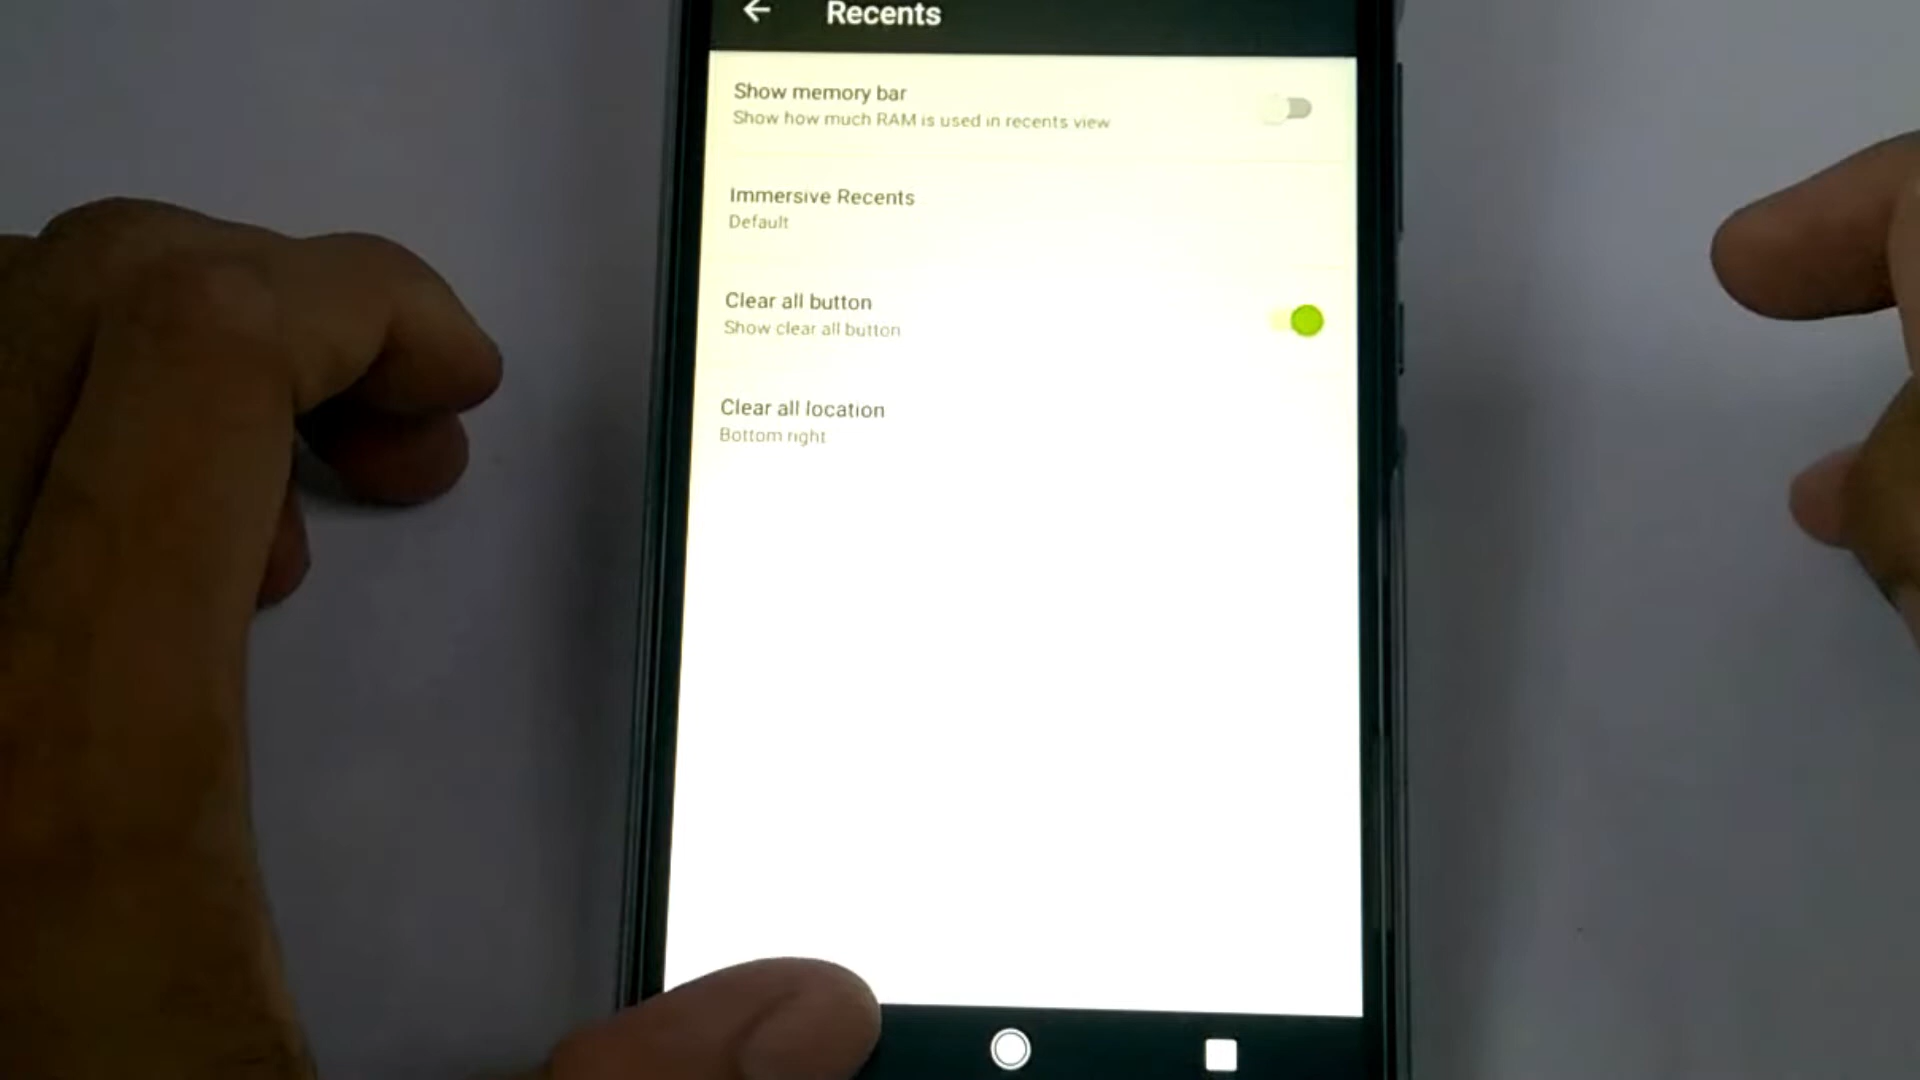 Recents
Show memory bar
Show how much RAM is used in recents view
Immersive Recents
Default
Clear all button
Show clear all button
Clear all location
Bottom right